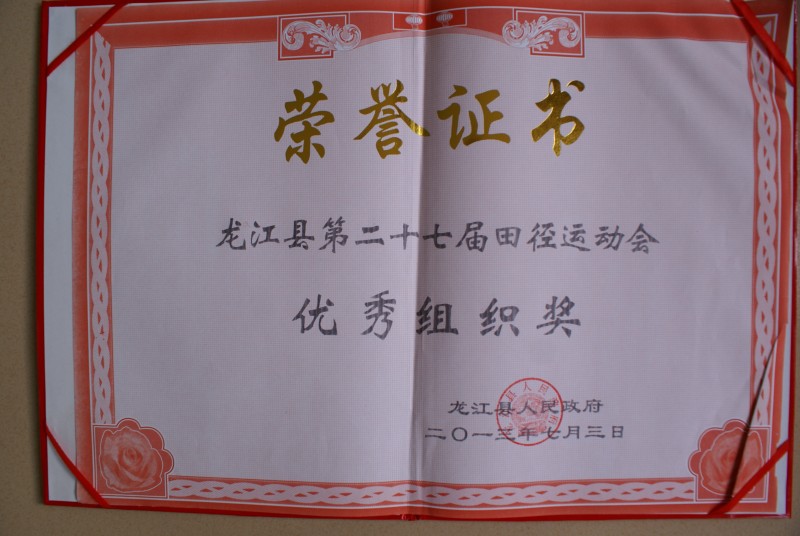 荣誉证书
龙江县第二十七届田径运动会
优秀组织奖
龙江县人民政府
二〇一三年七月三日